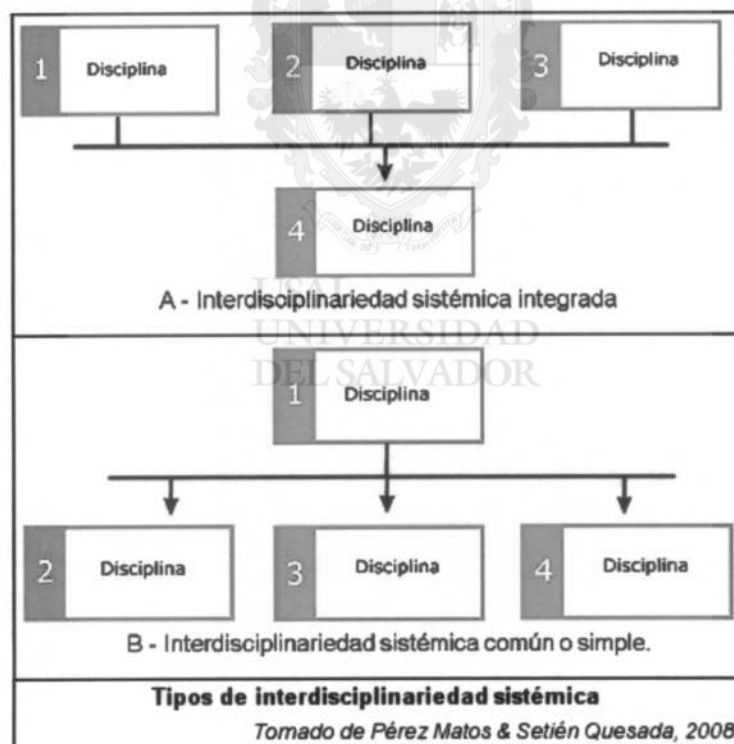 1 Disciplina
2 Disciplina
3 Disciplina
4 Disciplina
A - Interdisciplinariedad sistémica integrada
USAL
UNIVERSIDAD
DEL SALVADOR
1 Disciplina
2 Disciplina
3 Disciplina
4 Disciplina
B - Interdisciplinariedad sistémica común o simple.
Tipos de interdisciplinariedad sistémica
Tomado de Pérez Matos & Setién Quesada, 2008